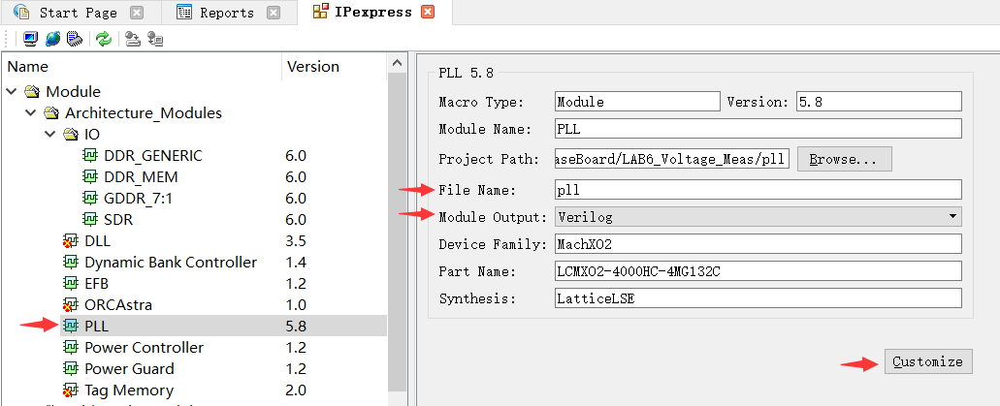 Start Page Reports IPexpress
Name Version
Module
Architecture_Modules
IO
DDR_GENERIC 6.0
DDR_MEM 6.0
GDDR_7:1 6.0
SDR 6.0
DLL 3.5
Dynamic Bank Controller 1.4
EFB 1.2
ORCAstra 1.0
PLL 5.8
Power Controller 1.2
Power Guard 1.2
Tag Memory 2.0
PLL 5.8
Macro Type: Module Version: 5.8
Module Name: PLL
Project Path: aseBoard/LAB6_Voltage_Meas/pll Browse...
File Name: pll
Module Output: Verilog
Device Family: MachXO2
Part Name: LCMXO2-4000HC-4MG132C
Synthesis: LatticeLSE
Customize